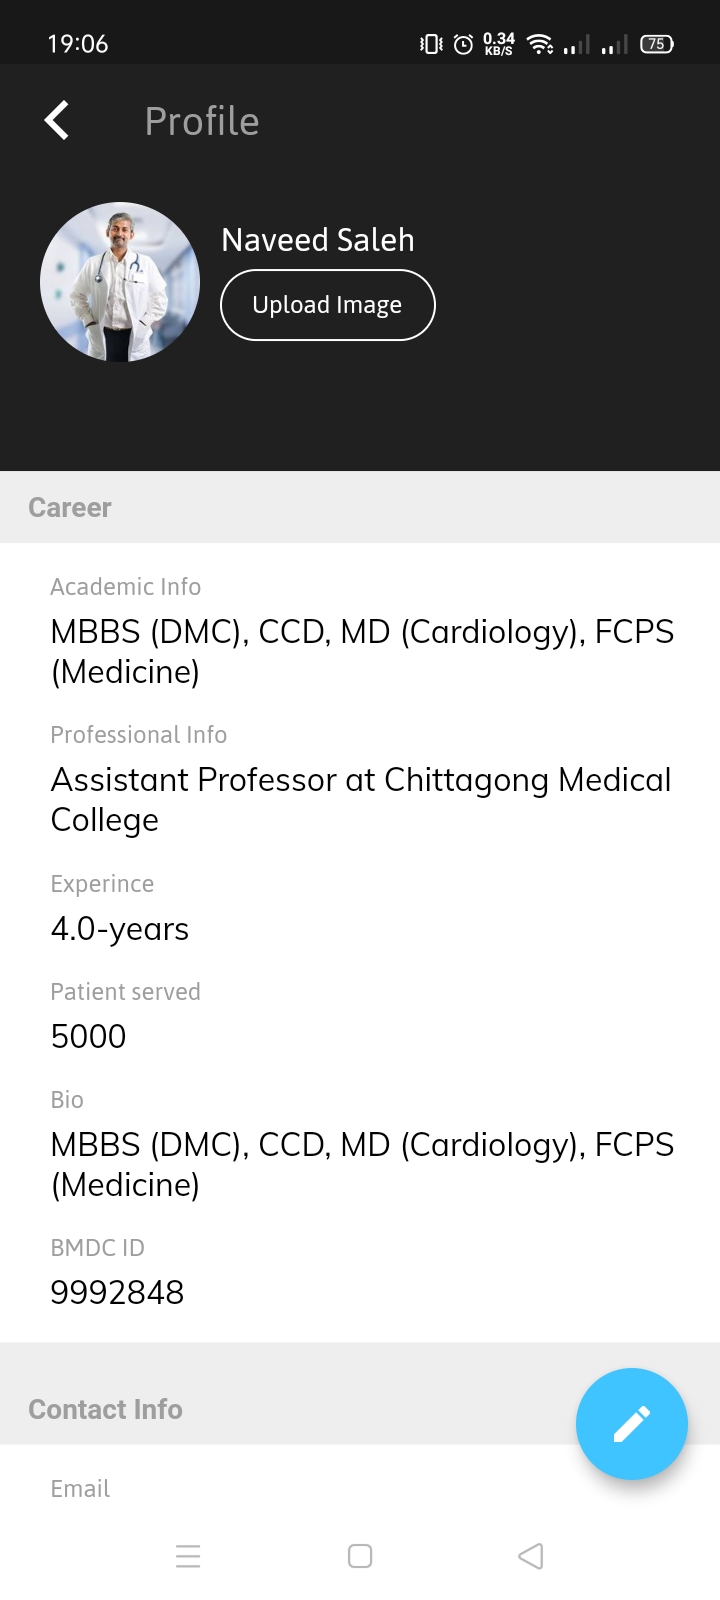 19:06
0.34
KB/S
75
Profile
Naveed Saleh
Upload Image
Career
Academic Info
MBBS (DMC), CCD, MD (Cardiology), FCPS
(Medicine)
Professional Info
Assistant Professor at Chittagong Medical
College
Experince
4.0-years
Patient served
5000
Bio
MBBS (DMC), CCD, MD (Cardiology), FCPS
(Medicine)
BMDC ID
9992848
Contact Info
Email